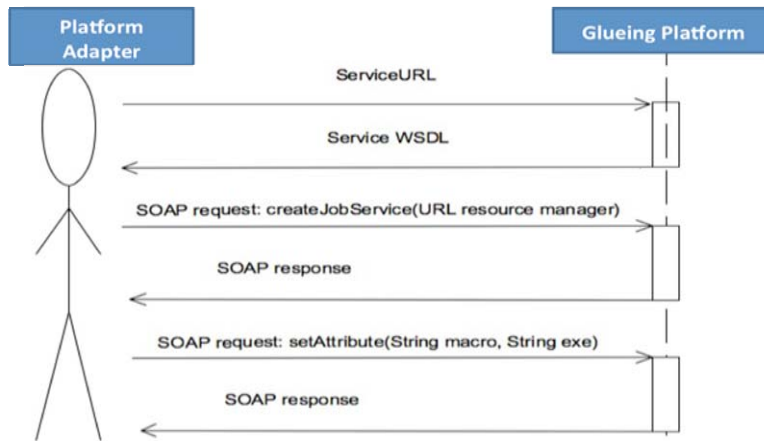 Platform
Adapter
Glueing Platform
ServiceURL
Service WSDL
SOAP request: createJobService(URL resource manager)
SOAP response
SOAP request: setAttribute(String macro, String exe)
SOAP response